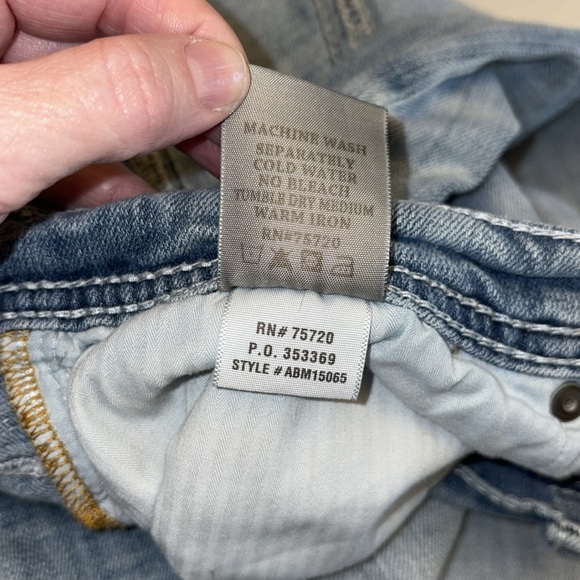 MACHINE WASH
SEPARATELY
COLD WATER
NO BLEACH
TUMBLE DRY MEDIUM
WARM IRON
RN#75720
RN# 75720
P.O. 353369
STYLE # ABM15065